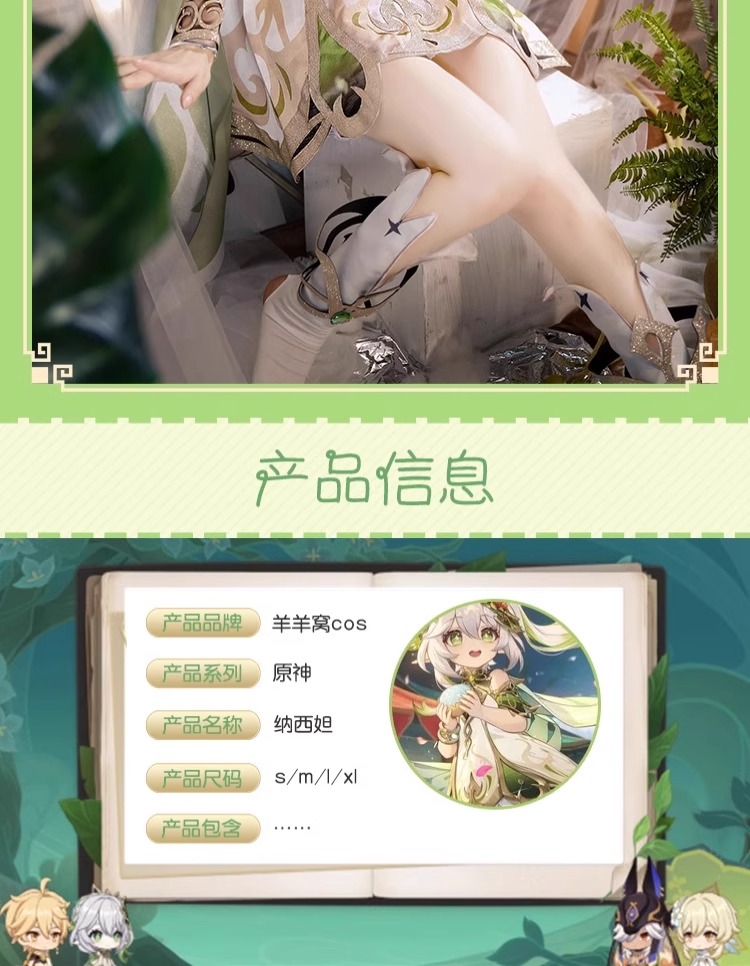 产品信息
产品品牌 羊羊窝cos
产品系列 原神
产品名称 纳西妲
产品尺码 s/m/l/xl
产品包含 ……